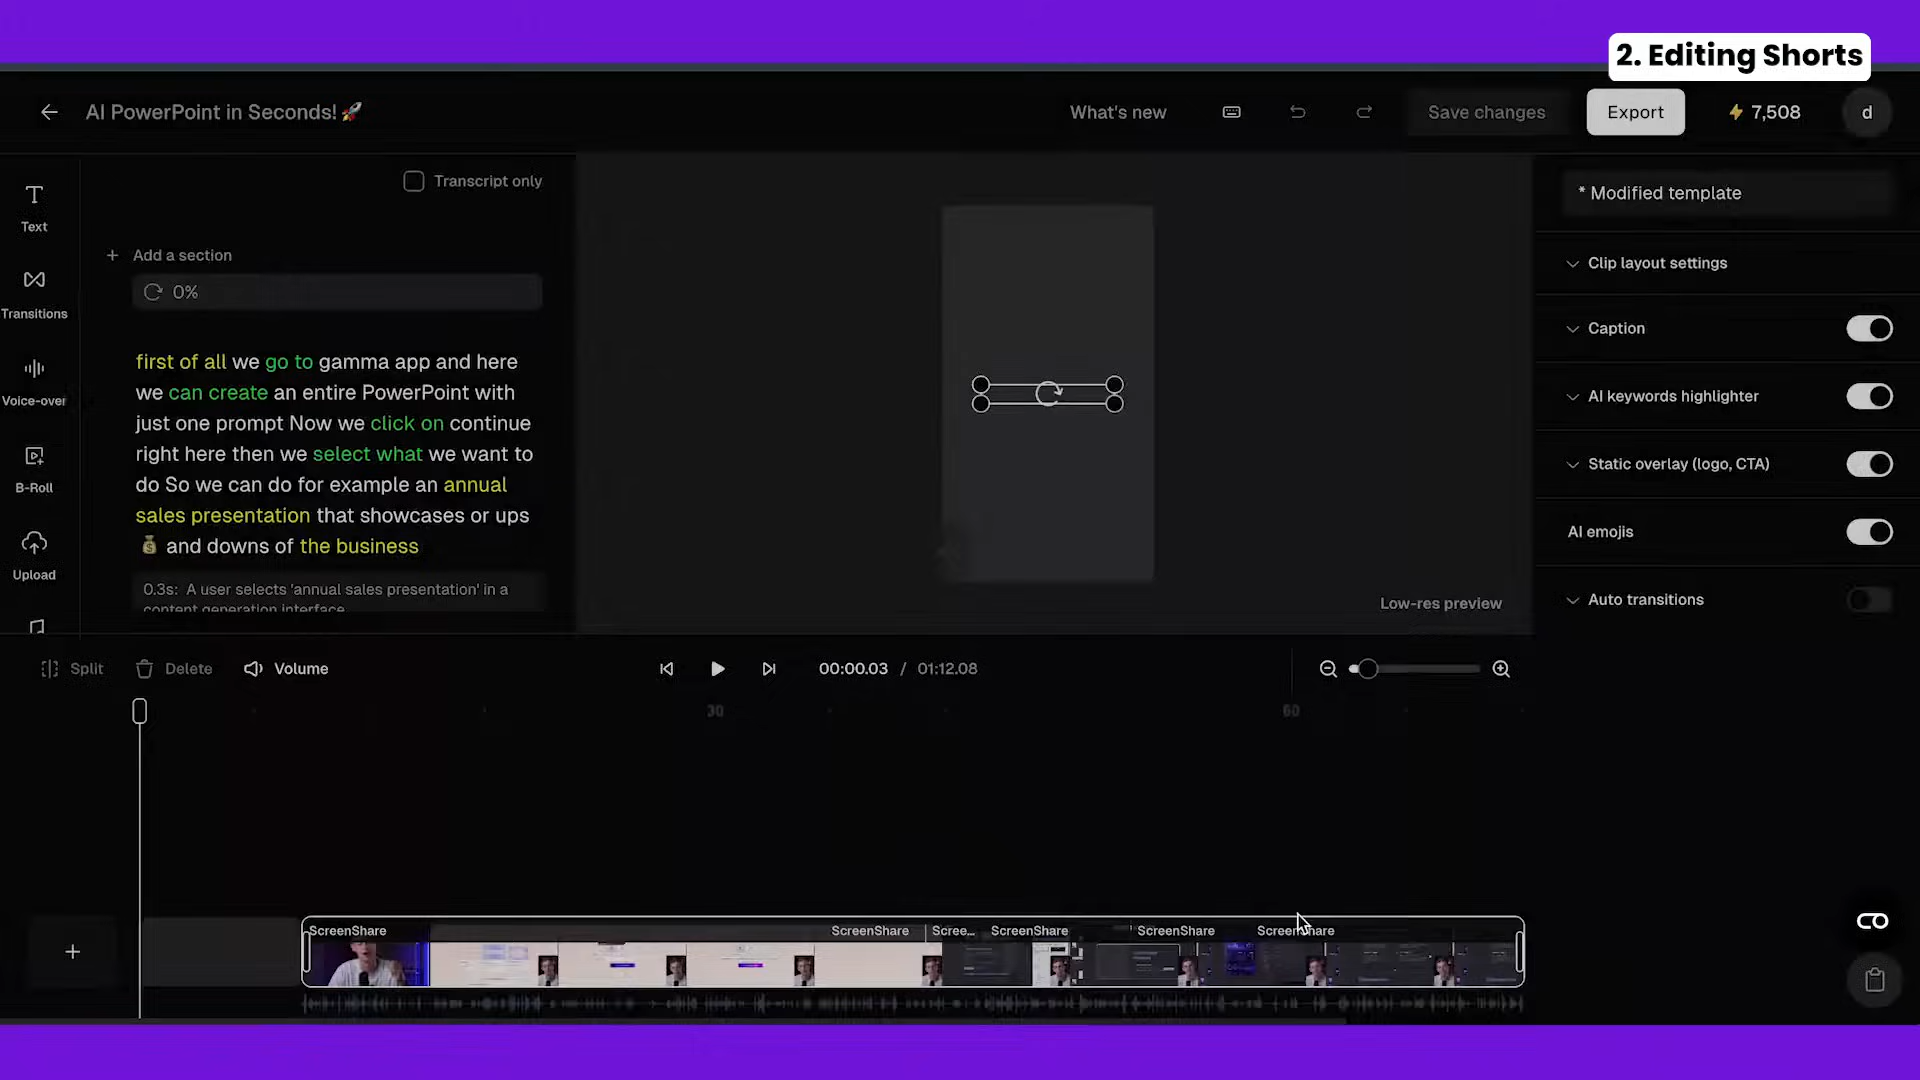 2. Editing Shorts
AI PowerPoint in Seconds!🚀
What's new
Save changes
Export
7,508
d
Text
Transitions
Voice-over
B-Roll
Upload
Transcript only
+ Add a section
0%
first of all we go to gamma app and here
we can create an entire PowerPoint with
just one prompt Now we click on continue
right here then we select what we want to
do So we can do for example an annual
sales presentation that showcases or ups
💰 and downs of the business
0.3s: A user selects 'annual sales presentation' in a
content generation interface
Low-res preview
* Modified template
Clip layout settings
Caption
AI keywords highlighter
Static overlay (logo, CTA)
AI emojis
Auto transitions
Split
Delete
Volume
00:00.03 / 01:12.08
30
60
ScreenShare
ScreenShare
Scree...
ScreenShare
ScreenShare
ScreenShare